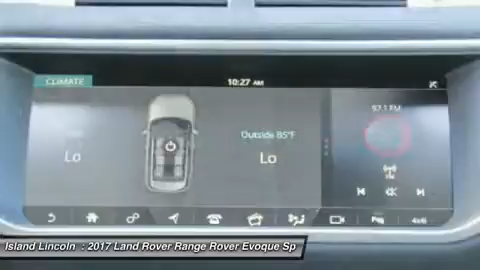 CLIMATE
10:27 AM
97.1 FM
Outside 85°F
Lo
Lo
4x4i
Island Lincoln : 2017 Land Rover Range Rover Evoque Sp